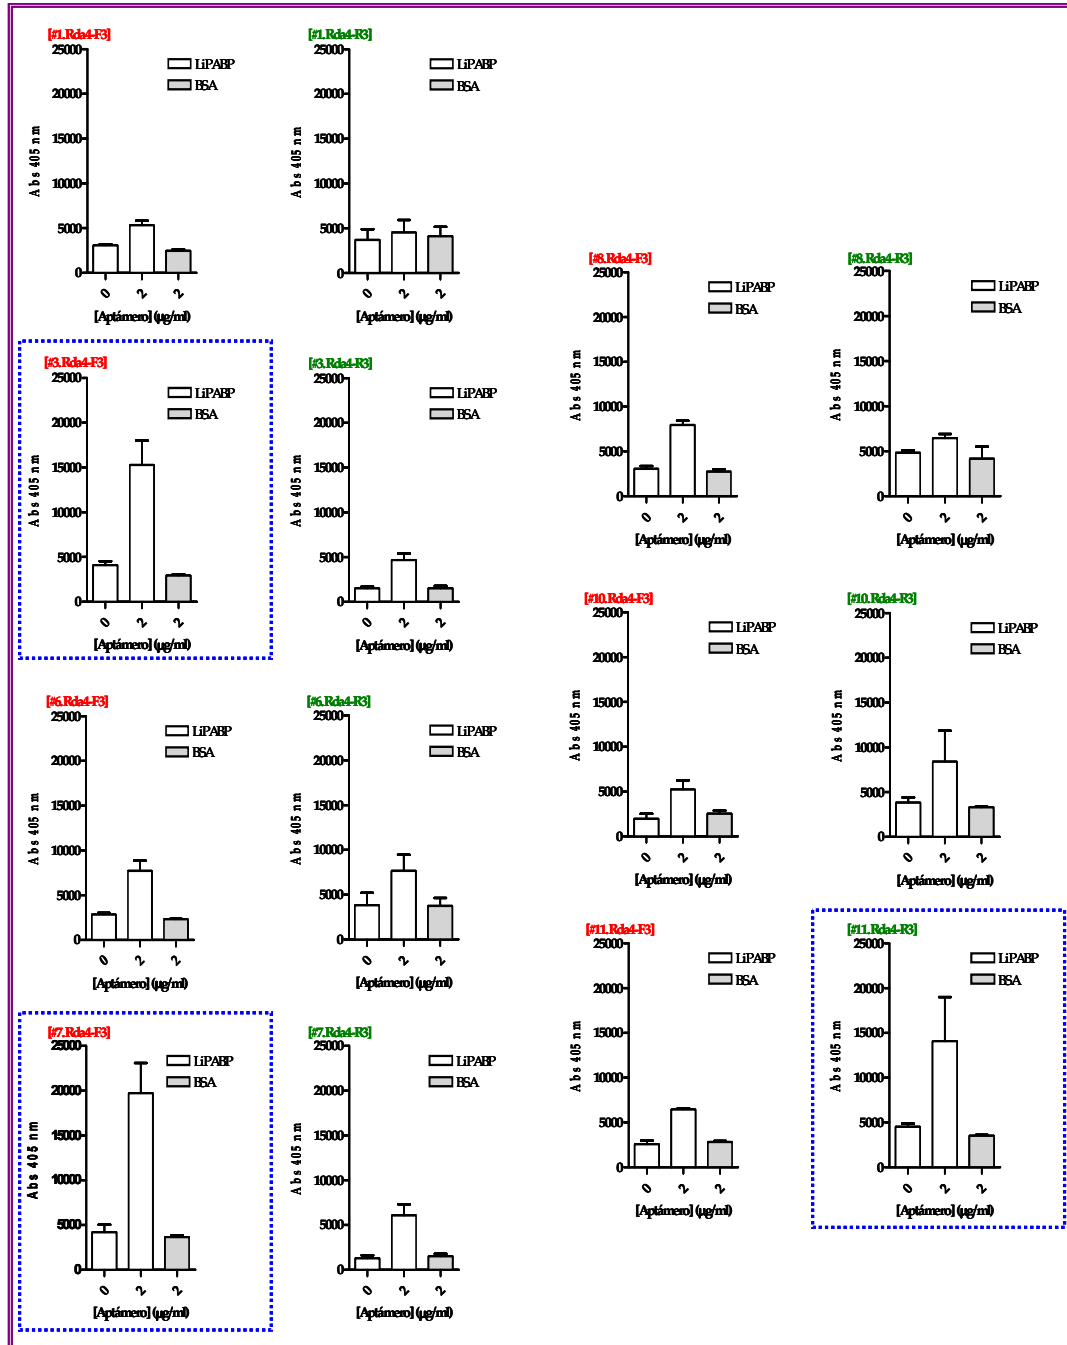 [#1.Rda4-F3]
25000
20000
15000
10000
5000
0
Abs 405 nm
LiPABP
BSA
0 2 2
[Aptámero] (µg/ml)
[#1.Rda4-R3]
25000
20000
15000
10000
5000
0
Abs 405 nm
LiPABP
BSA
0 2 2
[Aptámero] (µg/ml)
[#3.Rda4-F3]
25000
20000
15000
10000
5000
0
Abs 405 nm
LiPABP
BSA
0 2 2
[Aptámero] (µg/ml)
[#3.Rda4-R3]
25000
20000
15000
10000
5000
0
Abs 405 nm
LiPABP
BSA
0 2 2
[Aptámero] (µg/ml)
[#6.Rda4-F3]
25000
20000
15000
10000
5000
0
Abs 405 nm
LiPABP
BSA
0 2 2
[Aptámero] (µg/ml)
[#6.Rda4-R3]
25000
20000
15000
10000
5000
0
Abs 405 nm
LiPABP
BSA
0 2 2
[Aptámero] (µg/ml)
[#7.Rda4-F3]
25000
20000
15000
10000
5000
0
Abs 405 nm
LiPABP
BSA
0 2 2
[Aptámero] (µg/ml)
[#7.Rda4-R3]
25000
20000
15000
10000
5000
0
Abs 405 nm
LiPABP
BSA
0 2 2
[Aptámero] (µg/ml)
[#8.Rda4-F3]
25000
20000
15000
10000
5000
0
Abs 405 nm
LiPABP
BSA
0 2 2
[Aptámero] (µg/ml)
[#8.Rda4-R3]
25000
20000
15000
10000
5000
0
Abs 405 nm
LiPABP
BSA
0 2 2
[Aptámero] (µg/ml)
[#10.Rda4-F3]
25000
20000
15000
10000
5000
0
Abs 405 nm
LiPABP
BSA
0 2 2
[Aptámero] (µg/ml)
[#10.Rda4-R3]
25000
20000
15000
10000
5000
0
Abs 405 nm
LiPABP
BSA
0 2 2
[Aptámero] (µg/ml)
[#11.Rda4-F3]
25000
20000
15000
10000
5000
0
Abs 405 nm
LiPABP
BSA
0 2 2
[Aptámero] (µg/ml)
[#11.Rda4-R3]
25000
20000
15000
10000
5000
0
Abs 405 nm
LiPABP
BSA
0 2 2
[Aptámero] (µg/ml)